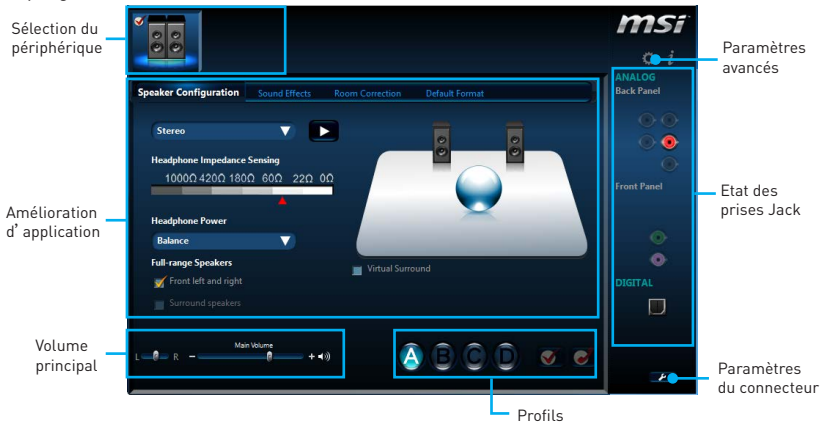 Sélection du
périphérique
msi
Paramètres
avancés
ANALOG
Back Panel
Speaker Configuration
Sound Effects
Room Correction
Default Format
Stereo
Headphone Impedance Sensing
1000Ω 420Ω 180Ω 60Ω 22Ω 0Ω
Front Panel
Etat des
prises Jack
Amélioration
d’application
Headphone Power
Balance
Full-range Speakers
Front left and right
Virtual Surround
Surround speakers
DIGITAL
Volume
principal
Main Volume
L R - +
A B C D
Paramètres
du connecteur
Profils